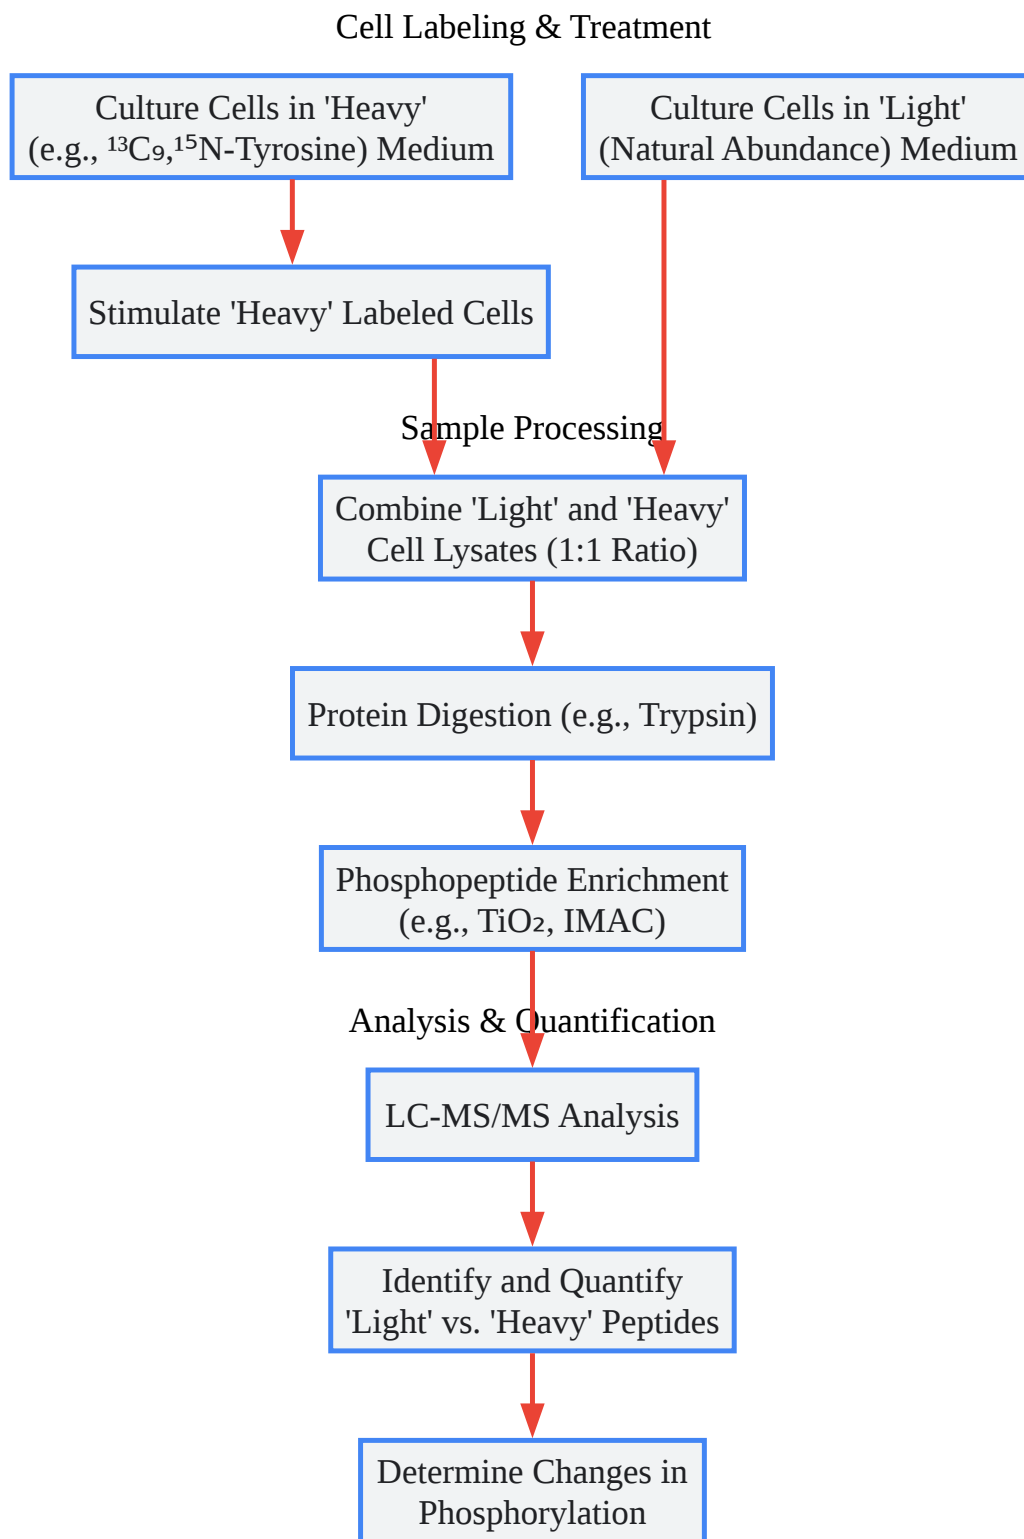 Cell Labeling & Treatment
Culture Cells in 'Heavy'
(e.g., ¹³C₉,¹⁵N-Tyrosine) Medium
Culture Cells in 'Light'
(Natural Abundance) Medium
Stimulate 'Heavy' Labeled Cells
Sample Processing
Combine 'Light' and 'Heavy'
Cell Lysates (1:1 Ratio)
Protein Digestion (e.g., Trypsin)
Phosphopeptide Enrichment
(e.g., TiO₂, IMAC)
Analysis & Quantification
LC-MS/MS Analysis
Identify and Quantify
'Light' vs. 'Heavy' Peptides
Determine Changes in
Phosphorylation